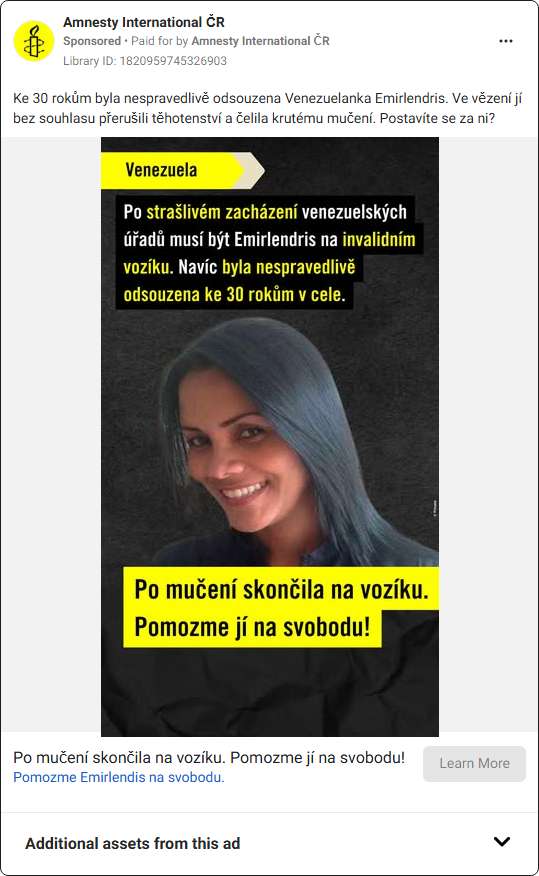 Amnesty International ČR
Sponsored • Paid for by Amnesty International ČR
Library ID: 1820959745326903
Ke 30 rokům byla nespravedlivě odsouzena Venezuelanka Emirlendris. Ve vězení jí
bez souhlasu přerušili těhotenství a čelila krutému mučení. Postavíte se za ni?
Venezuela
Po strašlivém zacházení venezuelských
úřadů musí být Emirlendris na invalidním
vozíku. Navíc byla nespravedlivě
odsouzena ke 30 rokům v cele.
Po mučení skončila na vozíku.
Pomozme jí na svobodu!
Po mučení skončila na vozíku. Pomozme jí na svobodu!
Pomozme Emirlendis na svobodu.
Learn More
Additional assets from this ad